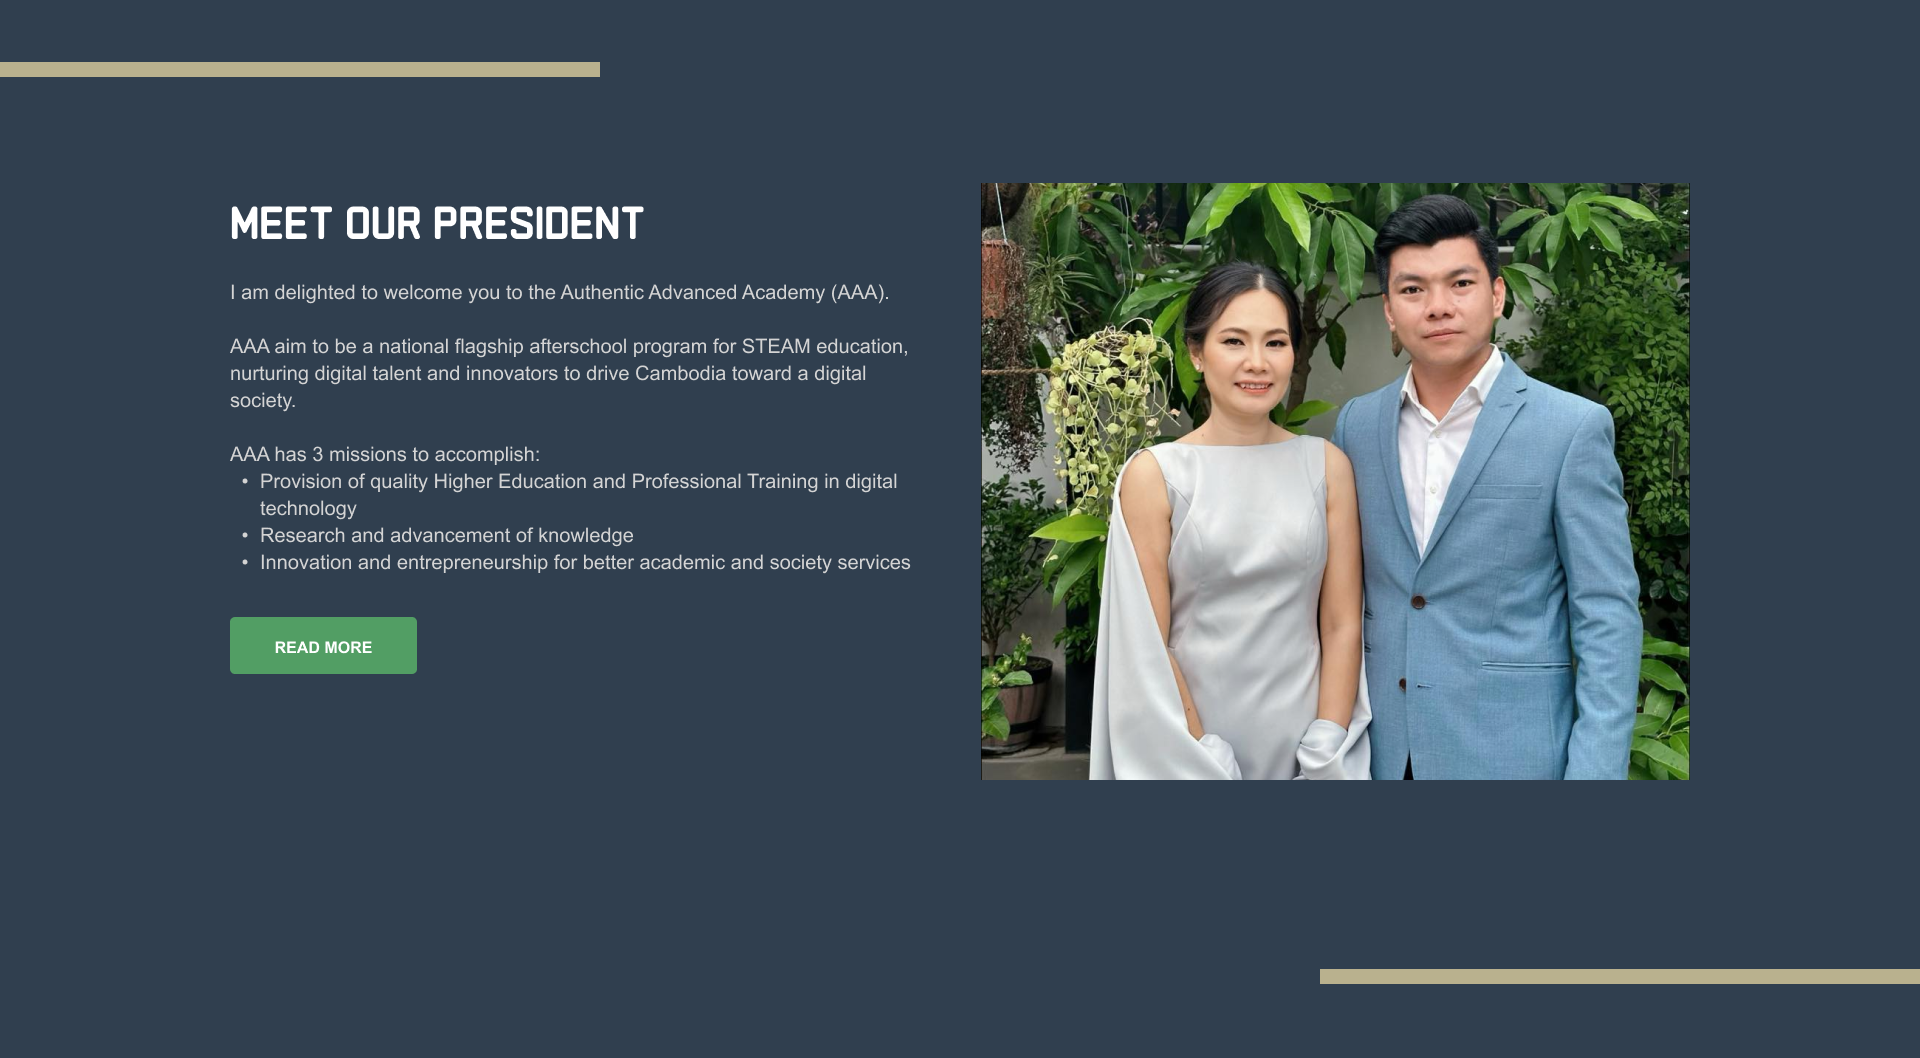 MEET OUR PRESIDENT
I am delighted to welcome you to the Authentic Advanced Academy (AAA).
AAA aim to be a national flagship afterschool program for STEAM education,
nurturing digital talent and innovators to drive Cambodia toward a digital
society.
AAA has 3 missions to accomplish:
• Provision of quality Higher Education and Professional Training in digital
technology
• Research and advancement of knowledge
• Innovation and entrepreneurship for better academic and society services
READ MORE